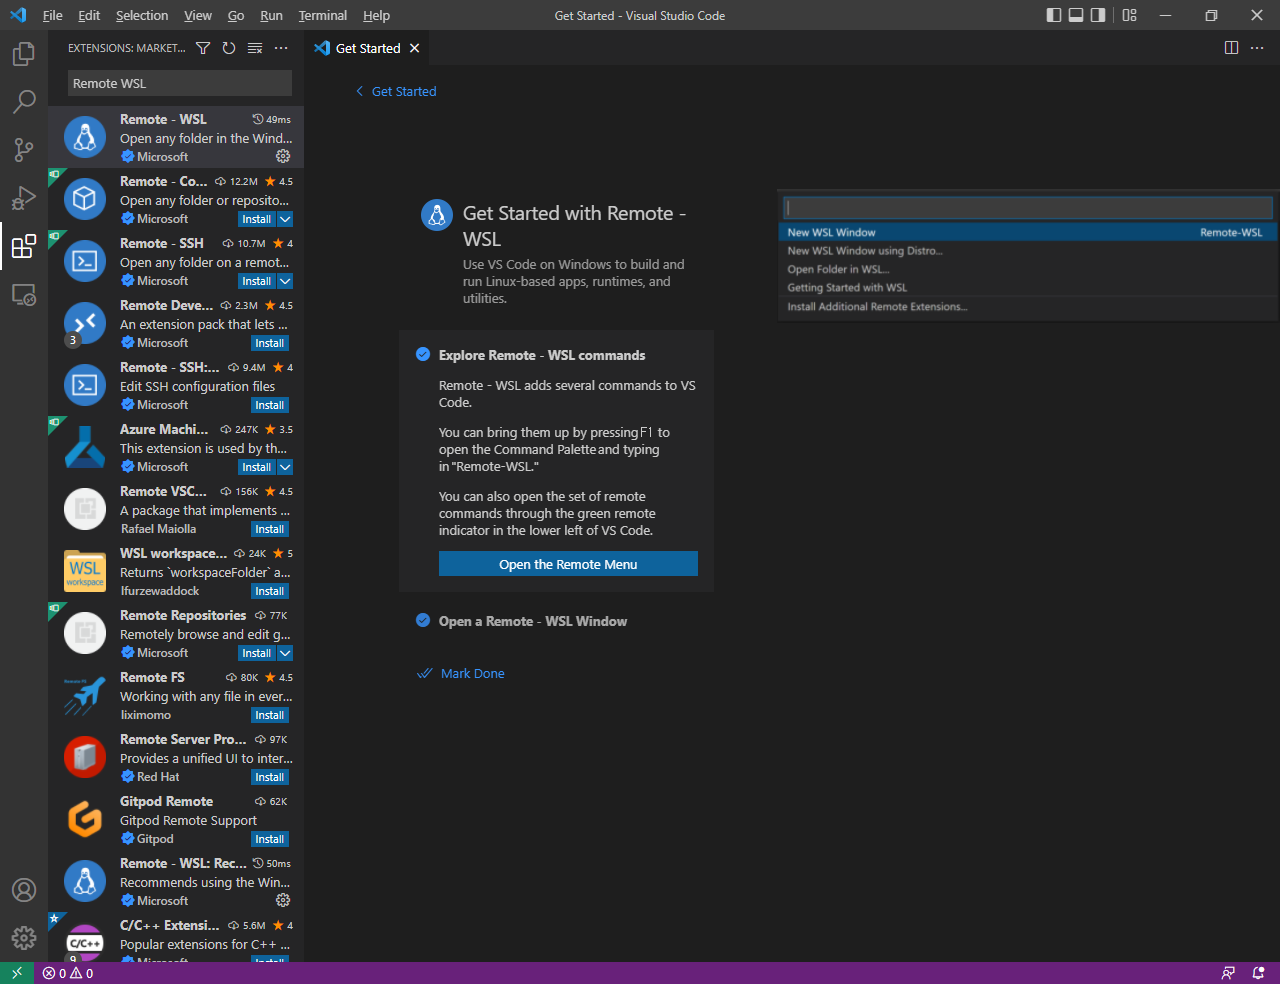 File Edit Selection View Go Run Terminal Help
Get Started - Visual Studio Code
EXTENSIONS: MARKET...
Remote WSL
Remote - WSL 49ms
Open any folder in the Wind...
Microsoft
Remote - Co... 12.2M 4.5
Open any folder or reposito...
Microsoft Install
Remote - SSH 10.7M 4
Open any folder on a remot...
Microsoft Install
Remote Deve... 2.3M 4.5
An extension pack that lets ...
3 Microsoft Install
Remote - SSH:... 9.4M 4
Edit SSH configuration files
Microsoft Install
Azure Machi... 247K 3.5
This extension is used by th...
Microsoft Install
Remote VSC... 156K 4.5
A package that implements ...
Rafael Maiolla Install
WSL workspace... 24K 5
WSL
workspace
Returns `workspaceFolder` a...
lfurzewaddock Install
Remote Repositories 77K
Remotely browse and edit g...
Microsoft Install
Remote FS 80K 4.5
Remote FS
Working with any file in ever...
liximomo Install
Remote Server Pro... 97K
Provides a unified UI to inter...
Red Hat Install
Gitpod Remote 62K
Gitpod Remote Support
Gitpod Install
Remote - WSL: Rec... 50ms
Recommends using the Win...
Microsoft
C/C++ Extensi... 5.6M 4
C/C++
Popular extensions for C++ ...
9 Microsoft Install
0 0
Get Started
Get Started
Get Started with Remote -
WSL
Use VS Code on Windows to build and
run Linux-based apps, runtimes, and
utilities.
Explore Remote - WSL commands
Remote - WSL adds several commands to VS
Code.
You can bring them up by pressing F1 to
open the Command Palette and typing
in "Remote-WSL."
You can also open the set of remote
commands through the green remote
indicator in the lower left of VS Code.
Open the Remote Menu
Open a Remote - WSL Window
Mark Done
New WSL Window Remote-WSL
New WSL Window using Distro...
Open Folder in WSL...
Getting Started with WSL
Install Additional Remote Extensions...